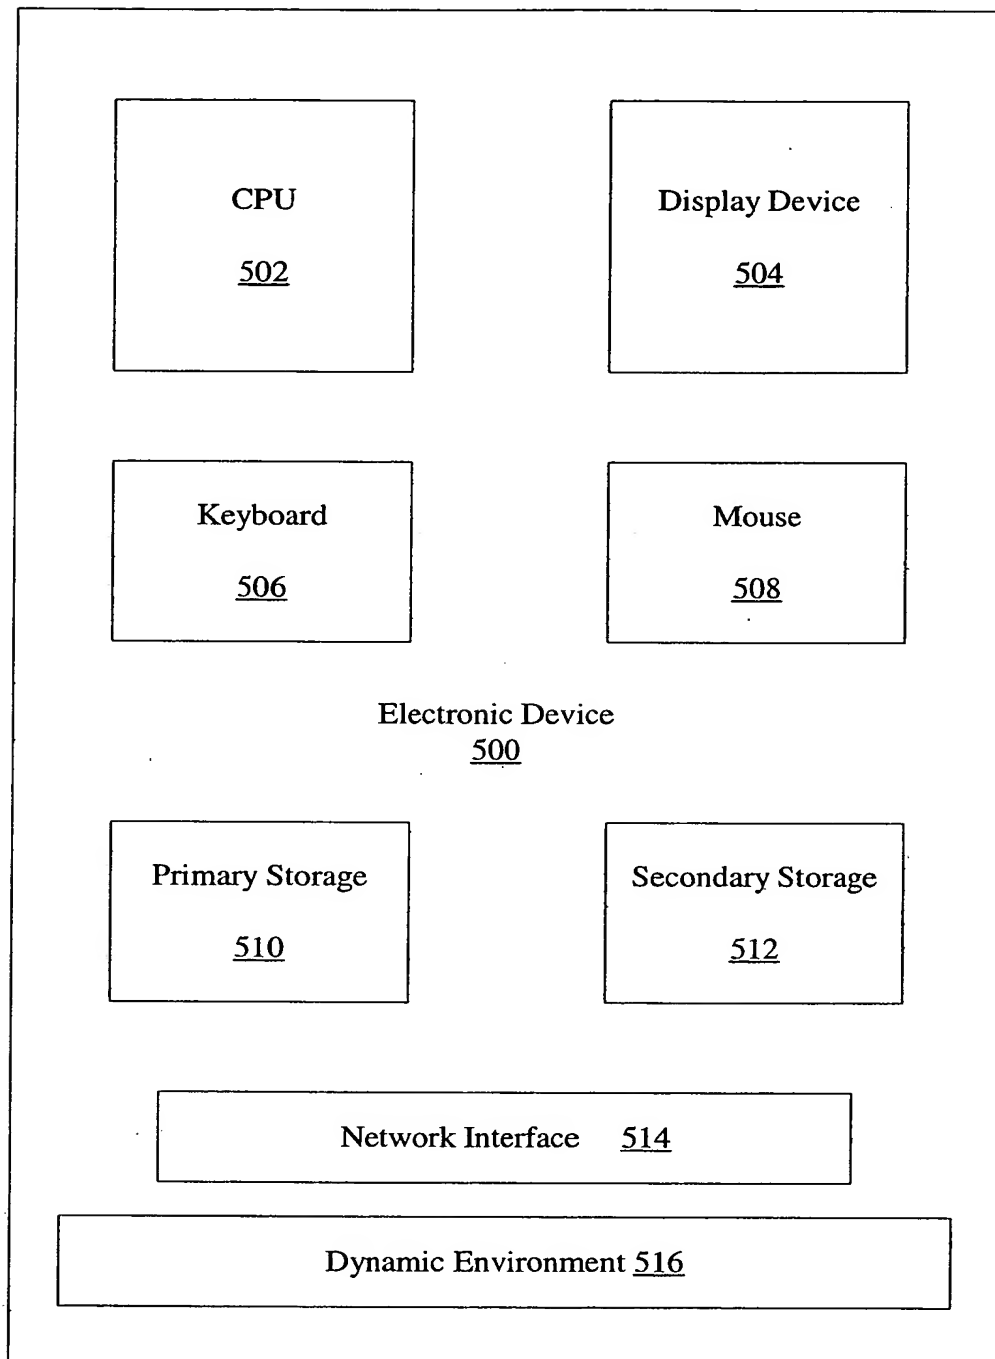 CPU
502
Display Device
504
Keyboard
506
Mouse
508
Electronic Device
500
Primary Storage
510
Secondary Storage
512
Network Interface 514
Dynamic Environment 516